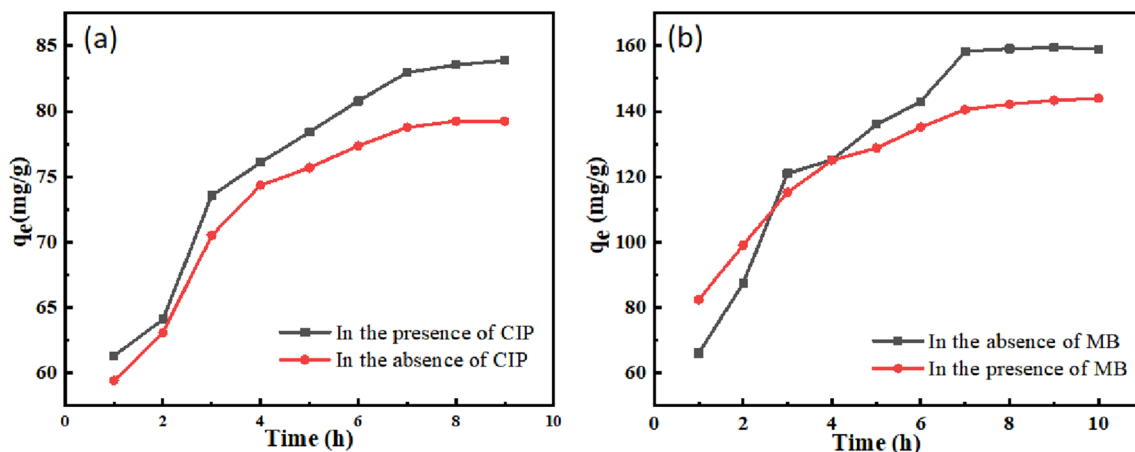 (a)
85
80
75
70
65
60
qe(mg/g)
In the presence of CIP
In the absence of CIP
0 2 4 6 8 10
Time (h)
(b)
160
140
120
100
80
60
qe (mg/g)
In the absence of MB
In the presence of MB
0 2 4 6 8 10
Time (h)